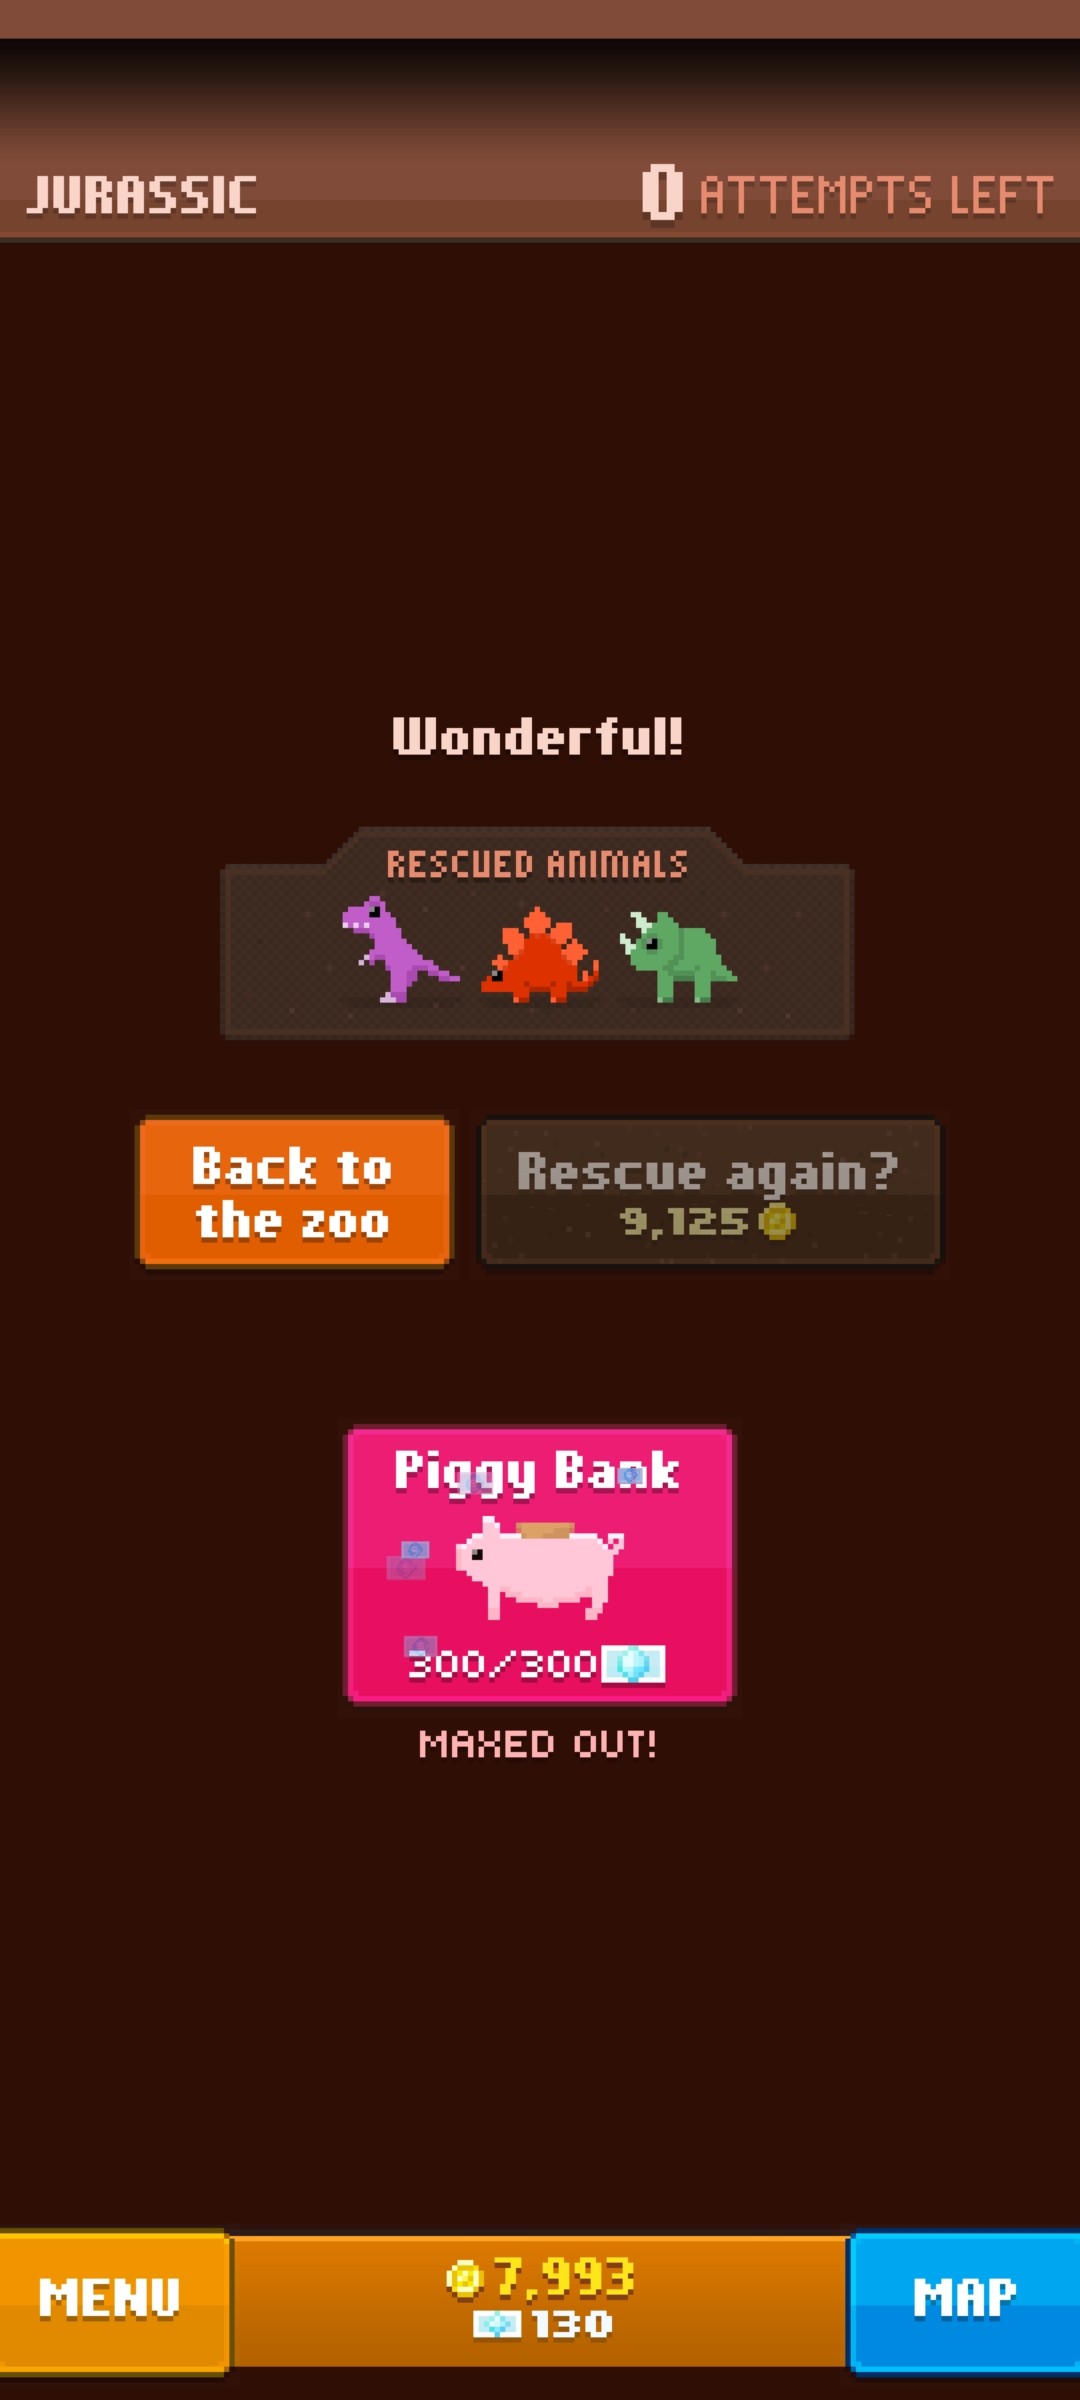 JURASSIC
0 ATTEMPTS LEFT
Wonderful!
RESCUED ANIMALS
Back to
the zoo
Rescue again?
9,125
Piggy Bank
300/300
MAXED OUT!
MENU
7,993
130
MAP